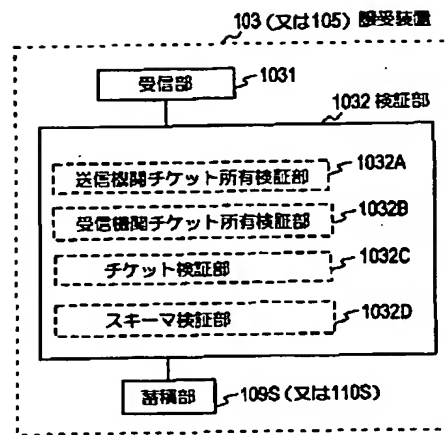 103 (又は105) 譲受装置
受信部
1031
1032 検証部
送信機関チケット所有検証部
1032A
受信機関チケット所有検証部
1032B
チケット検証部
1032C
スキーマ検証部
1032D
蓄積部
109S (又は110S)